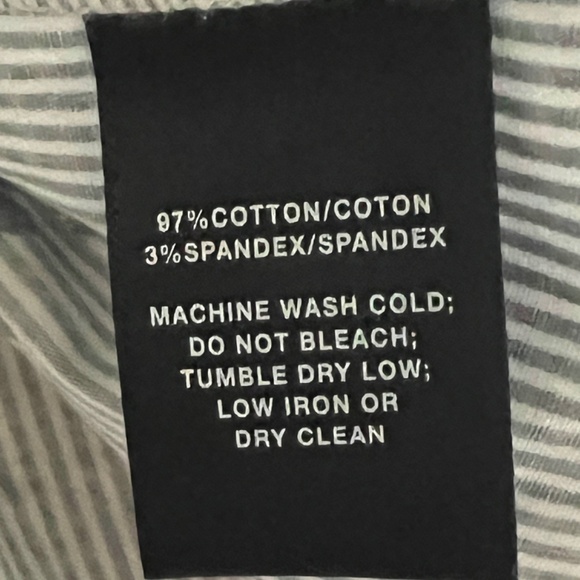 97%COTTON/COTON
3%SPANDEX/SPANDEX
MACHINE WASH COLD;
DO NOT BLEACH;
TUMBLE DRY LOW;
LOW IRON OR
DRY CLEAN